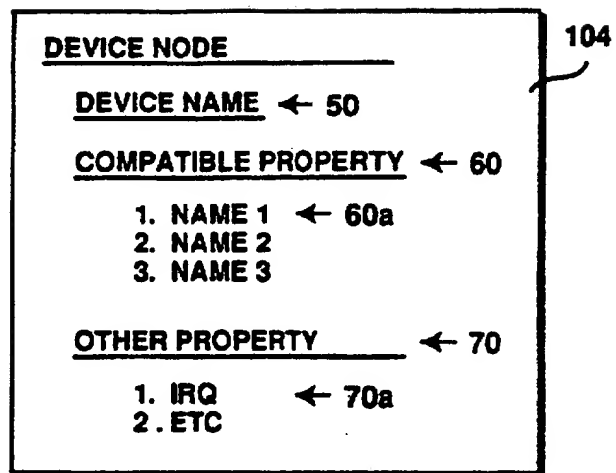 DEVICE NODE
104
DEVICE NAME ← 50
COMPATIBLE PROPERTY ← 60
1. NAME 1 ← 60a
2. NAME 2
3. NAME 3
OTHER PROPERTY ← 70
1. IRQ ← 70a
2. ETC